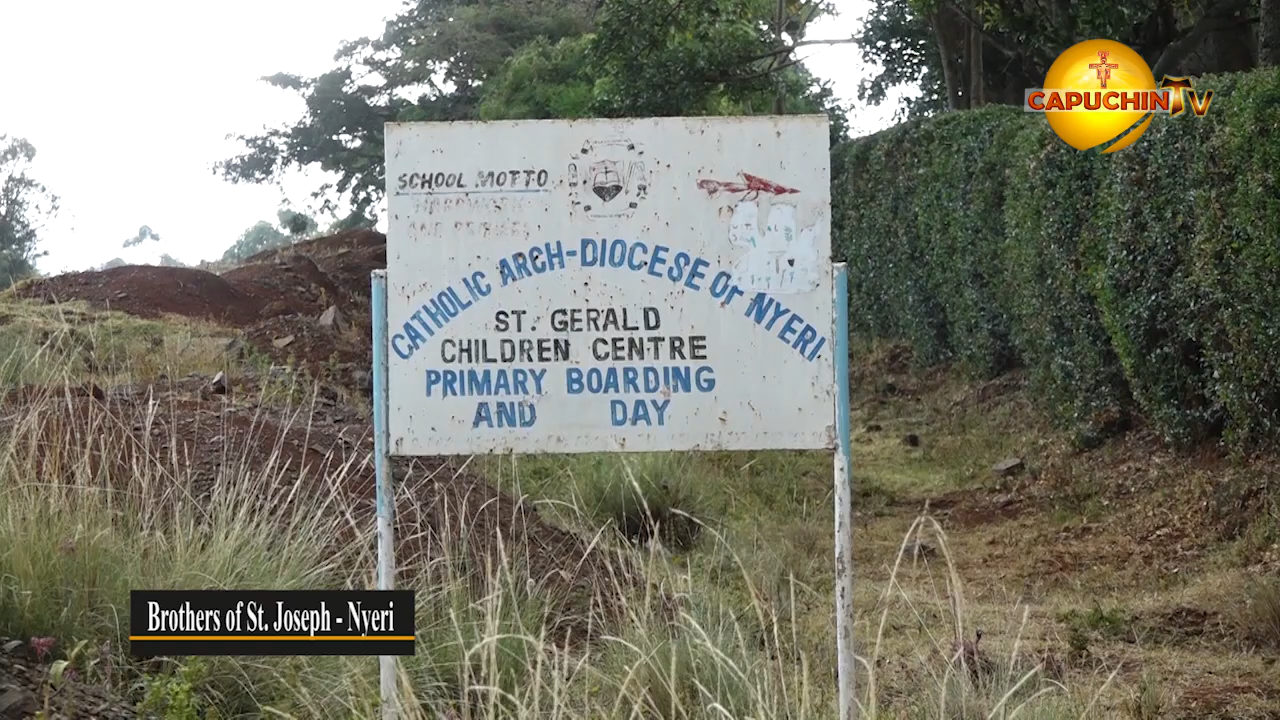 CAPUCHIN TV
SCHOOL MOTTO
CATHOLIC ARCH-DIOCESE OF NYERI
ST. GERALD
CHILDREN CENTRE
PRIMARY BOARDING
AND DAY
Brothers of St. Joseph - Nyeri